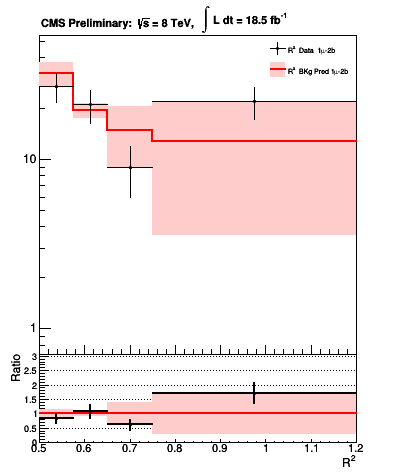 CMS Preliminary: √s = 8 TeV, ∫ L dt = 18.5 fb⁻¹
R² Data 1μ-2b
R² BKg Pred 1μ-2b
10
1
Ratio
3
2.5
2
1.5
1
0.5
0
0.5 0.6 0.7 0.8 0.9 1 1.1 1.2
R²